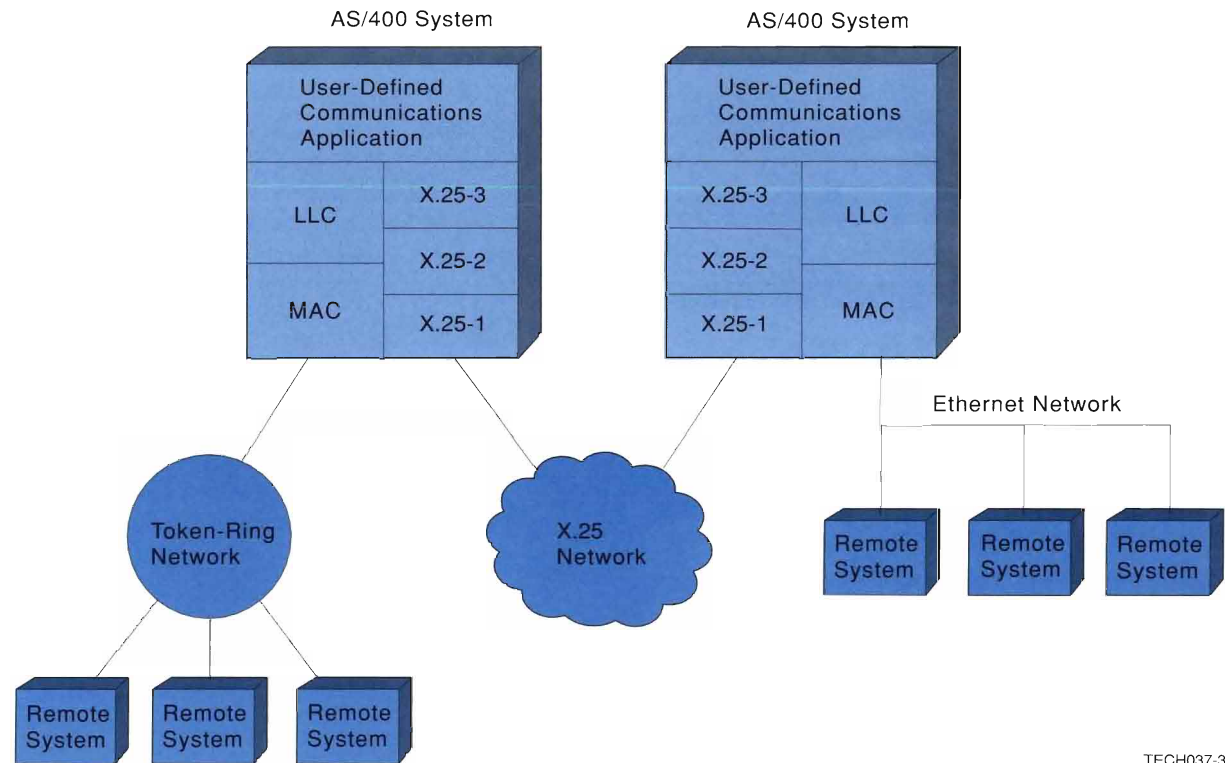 AS/400 System
AS/400 System
User-Defined
Communications
Application
LLC
MAC
X.25-3
X.25-2
X.25-1
User-Defined
Communications
Application
X.25-3
X.25-2
X.25-1
LLC
MAC
Ethernet Network
Token-Ring
Network
X.25
Network
Remote
System
Remote
System
Remote
System
Remote
System
Remote
System
Remote
System
TECH037-3